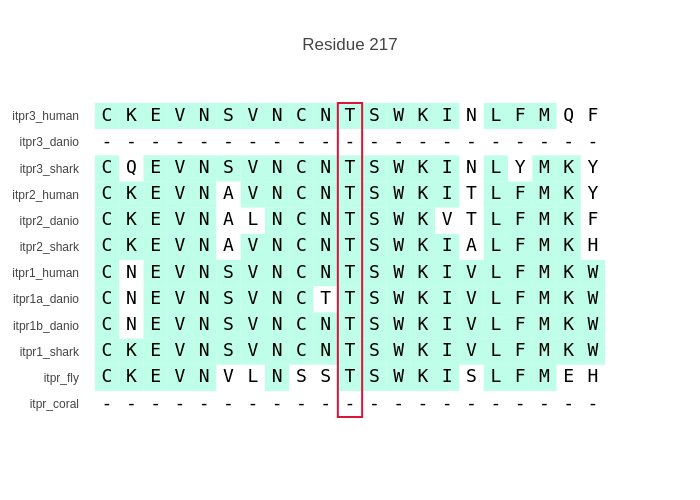 Residue 217
itpr3_human C K E V N S V N C N T S W K I N L F M Q F
itpr3_danio - - - - - - - - - - - - - - - - - - - - -
itpr3_shark C Q E V N S V N C N T S W K I N L Y M K Y
itpr2_human C K E V N A V N C N T S W K I T L F M K Y
itpr2_danio C K E V N A L N C N T S W K V T L F M K F
itpr2_shark C K E V N A V N C N T S W K I A L F M K H
itpr1_human C N E V N S V N C N T S W K I V L F M K W
itpr1a_danio C N E V N S V N C T T S W K I V L F M K W
itpr1b_danio C N E V N S V N C N T S W K I V L F M K W
itpr1_shark C K E V N S V N C N T S W K I V L F M K W
itpr_fly C K E V N V L N S S T S W K I S L F M E H
itpr_coral - - - - - - - - - - - - - - - - - - - - -